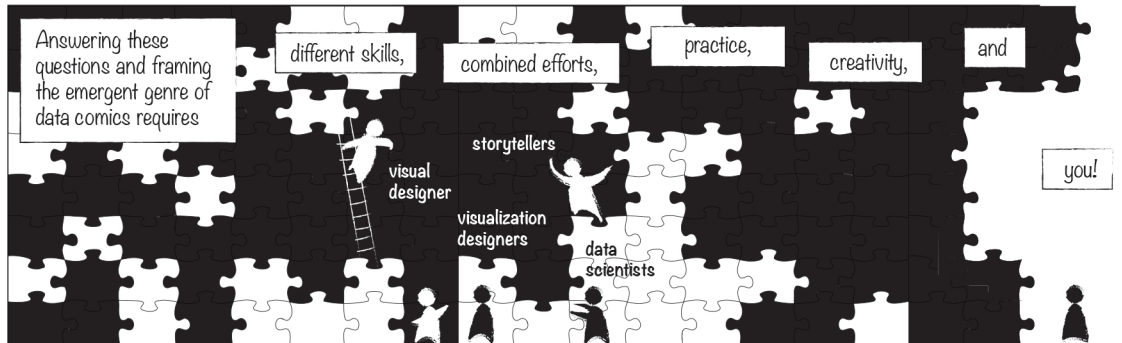 Answering these
questions and framing
the emergent genre of
data comics requires
different skills,
combined efforts,
practice,
creativity,
and
you!
visual
designer
storytellers
visualization
designers
data
scientists